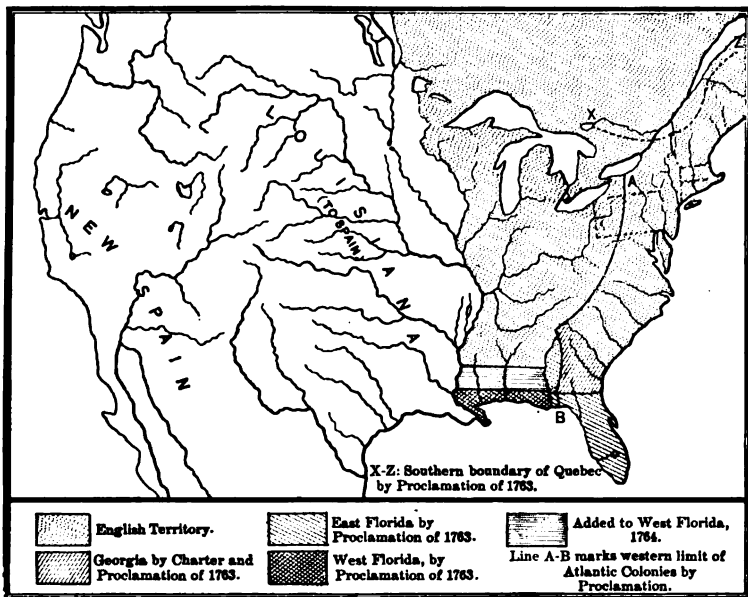 NEW
SPAIN
LOUISIANA
(TO SPAIN)
X
A
B
X-Z: Southern boundary of Quebec
by Proclamation of 1763.
English Territory.
Georgia by Charter and
Proclamation of 1763.
East Florida by
Proclamation of 1763.
West Florida, by
Proclamation of 1763.
Added to West Florida,
1764.
Line A-B marks western limit of
Atlantic Colonies by
Proclamation.